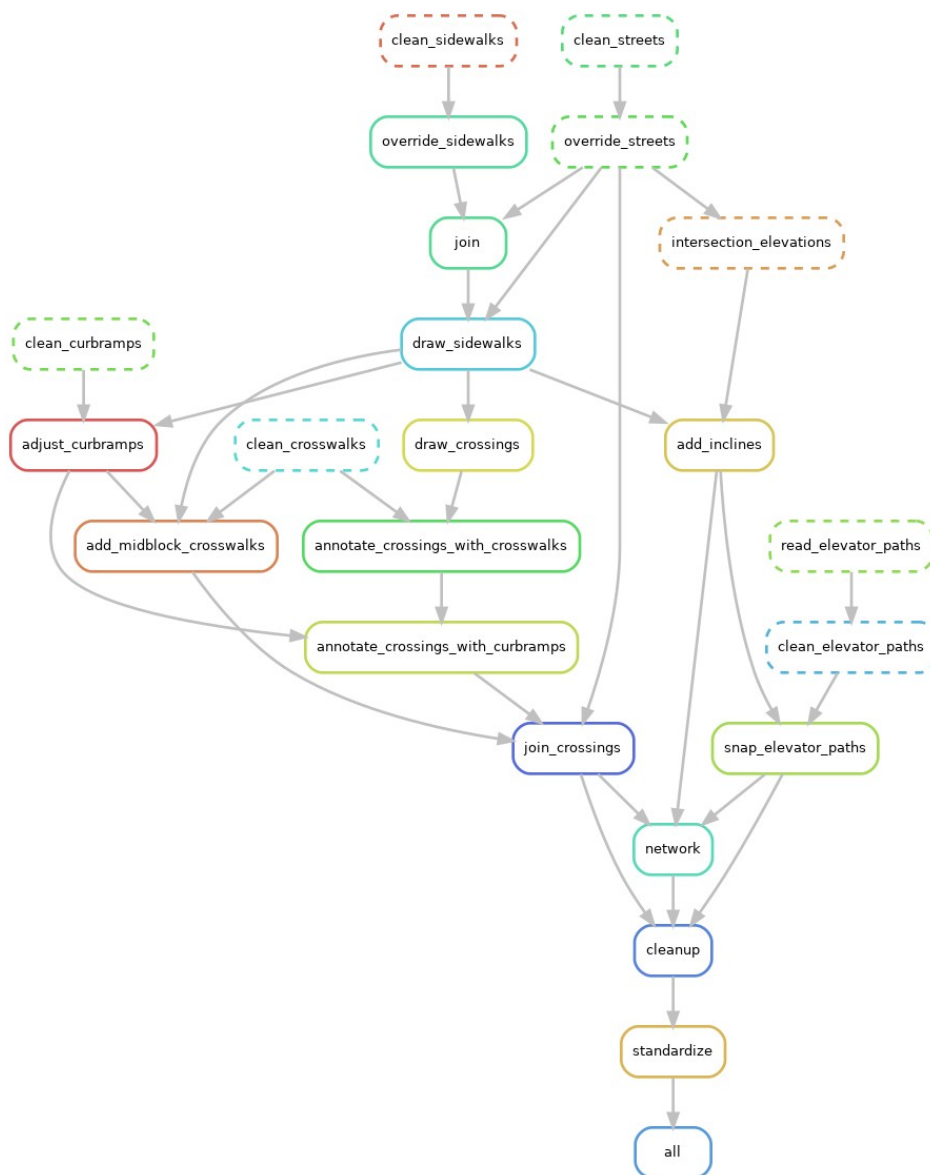 clean_sidewalks
clean_streets
override_sidewalks
override_streets
join
intersection_elevations
clean_curbramps
draw_sidewalks
adjust_curbramps
clean_crosswalks
draw_crossings
add_inclines
add_midblock_crosswalks
annotate_crossings_with_crosswalks
read_elevator_paths
annotate_crossings_with_curbramps
clean_elevator_paths
join_crossings
snap_elevator_paths
network
cleanup
standardize
all